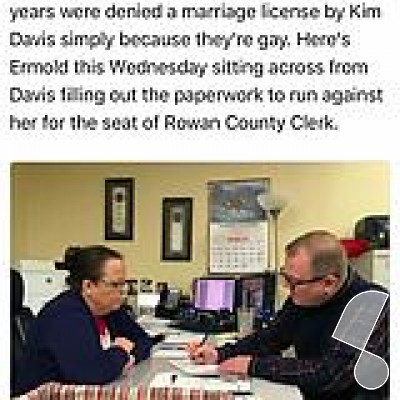 years were denied a marriage license by Kim
Davis simply because they're gay. Here's
Ermold this Wednesday sitting across from
Davis filling out the paperwork to run against
her for the seat of Rowan County Clerk.